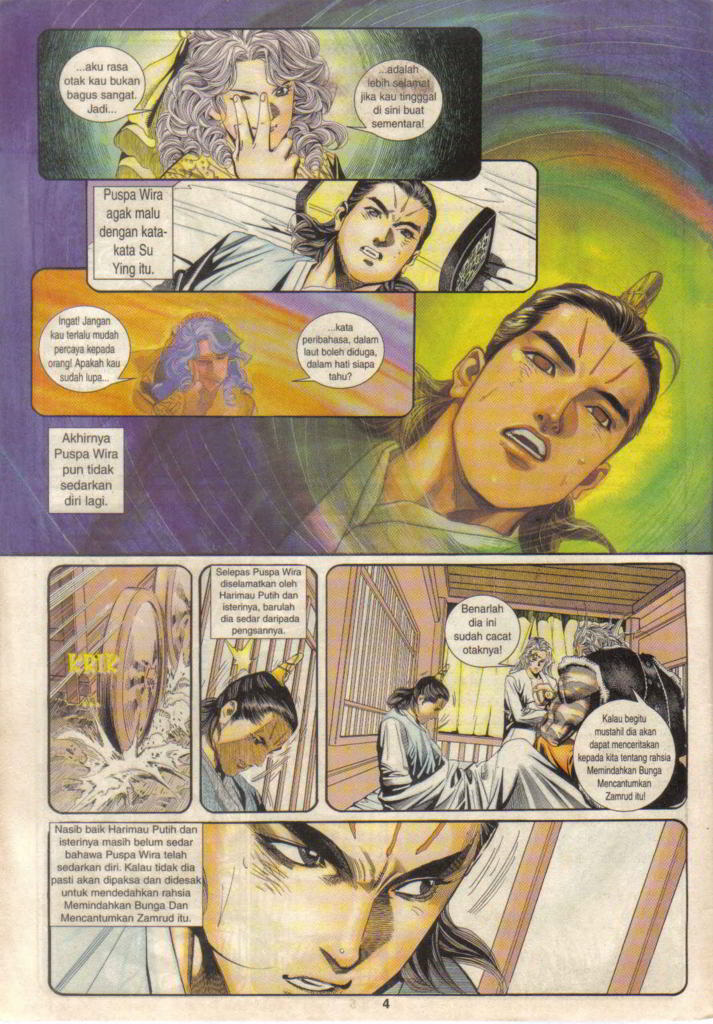 ...aku rasa
otak kau bukan
bagus sangat.
Jadi...
...adalah
lebih selamat
jika kau tingggal
di sini buat
sementara!
Puspa Wira
agak malu
dengan kata-
kata Su
Ying itu.
Ingat! Jangan
kau terlalu mudah
percaya kepada
orang! Apakah kau
sudah lupa...
...kata
peribahasa, dalam
laut boleh diduga,
dalam hati siapa
tahu?
Akhirnya
Puspa Wira
pun tidak
sedarkan
diri lagi.
KRIK
...
Selepas Puspa Wira
diselamatkan oleh
Harimau Putih dan
isterinya, barulah
dia sedar daripada
pengsannya.
Benarlah
dia ini
sudah cacat
otaknya!
Kalau begitu
mustahil dia akan
dapat menceritakan
kepada kita tentang rahsia
Memindahkan Bunga
Mencantumkan
Zamrud itu!
Nasib baik Harimau Putih dan
isterinya masih belum sedar
bahawa Puspa Wira telah
sedarkan diri. Kalau tidak dia
pasti akan dipaksa dan didesak
untuk mendedahkan rahsia
Memindahkan Bunga Dan
Mencantumkan Zamrud itu.
4